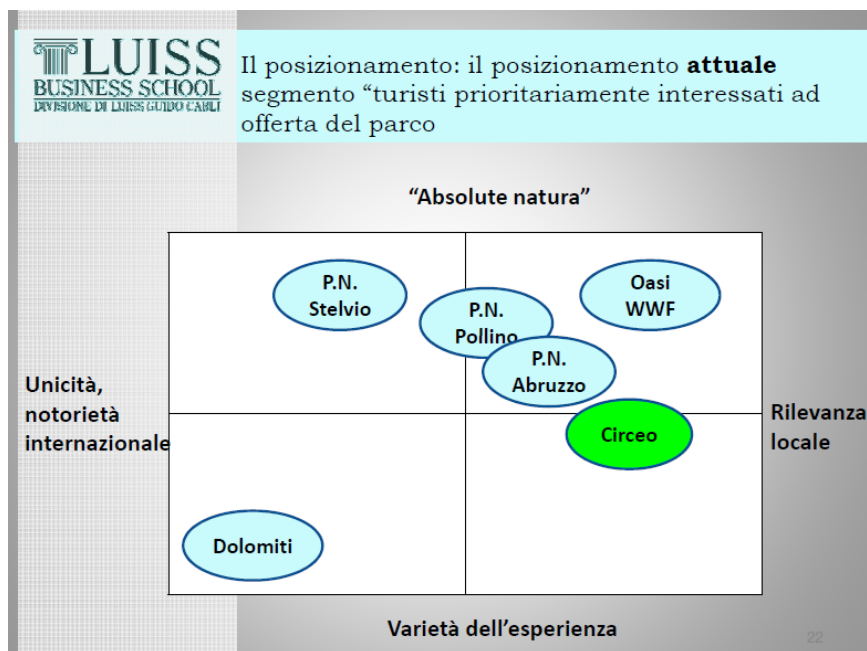 LUISS
BUSINESS SCHOOL
DIVISIONE DI LUISS GUIDO CARLI
Il posizionamento: il posizionamento attuale
segmento “turisti prioritariamente interessati ad
offerta del parco
“Absolute natura”
P.N.
Stelvio
P.N.
Pollino
Oasi
WWF
P.N.
Abruzzo
Unicità,
notorietà
internazionale
Circeo
Rilevanza
locale
Dolomiti
Varietà dell’esperienza
22